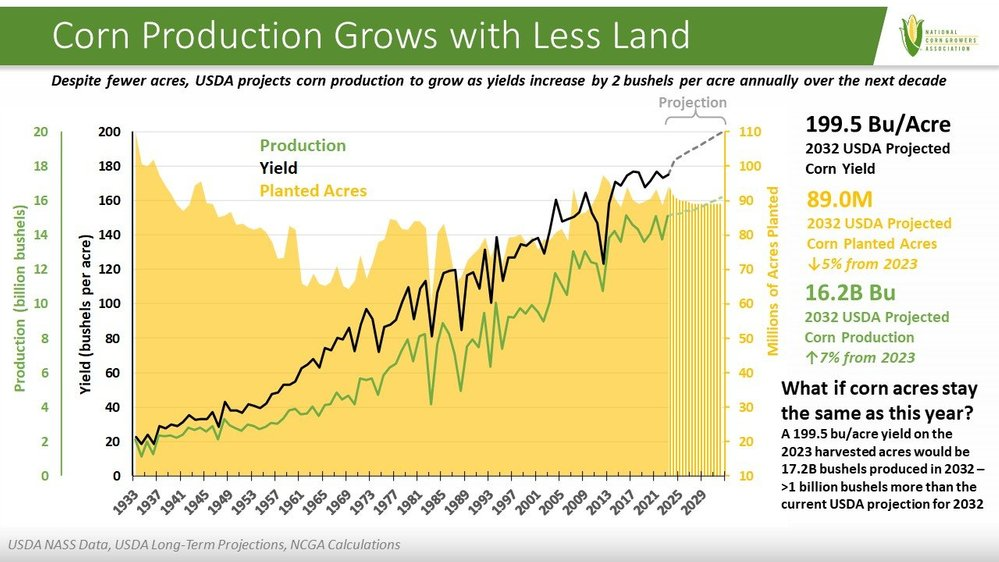 Corn Production Grows with Less Land
NATIONAL
CORN GROWERS
ASSOCIATION
Despite fewer acres, USDA projects corn production to grow as yields increase by 2 bushels per acre annually over the next decade
Projection
Production
Yield
Planted Acres
Production (billion bushels)
20
18
16
14
12
10
8
6
4
2
0
Yield (bushels per acre)
200
180
160
140
120
100
80
60
40
20
0
110
100
90
80
70
60
50
40
30
20
10
Millions of Acres Planted
1933
1937
1941
1945
1949
1953
1957
1961
1965
1969
1973
1977
1981
1985
1989
1993
1997
2001
2005
2009
2013
2017
2021
2025
2029
199.5 Bu/Acre
2032 USDA Projected
Corn Yield
89.0M
2032 USDA Projected
Corn Planted Acres
↓5% from 2023
16.2B Bu
2032 USDA Projected
Corn Production
↑7% from 2023
What if corn acres stay
the same as this year?
A 199.5 bu/acre yield on the
2023 harvested acres would be
17.2B bushels produced in 2032 –
>1 billion bushels more than the
current USDA projection for 2032
USDA NASS Data, USDA Long-Term Projections, NCGA Calculations